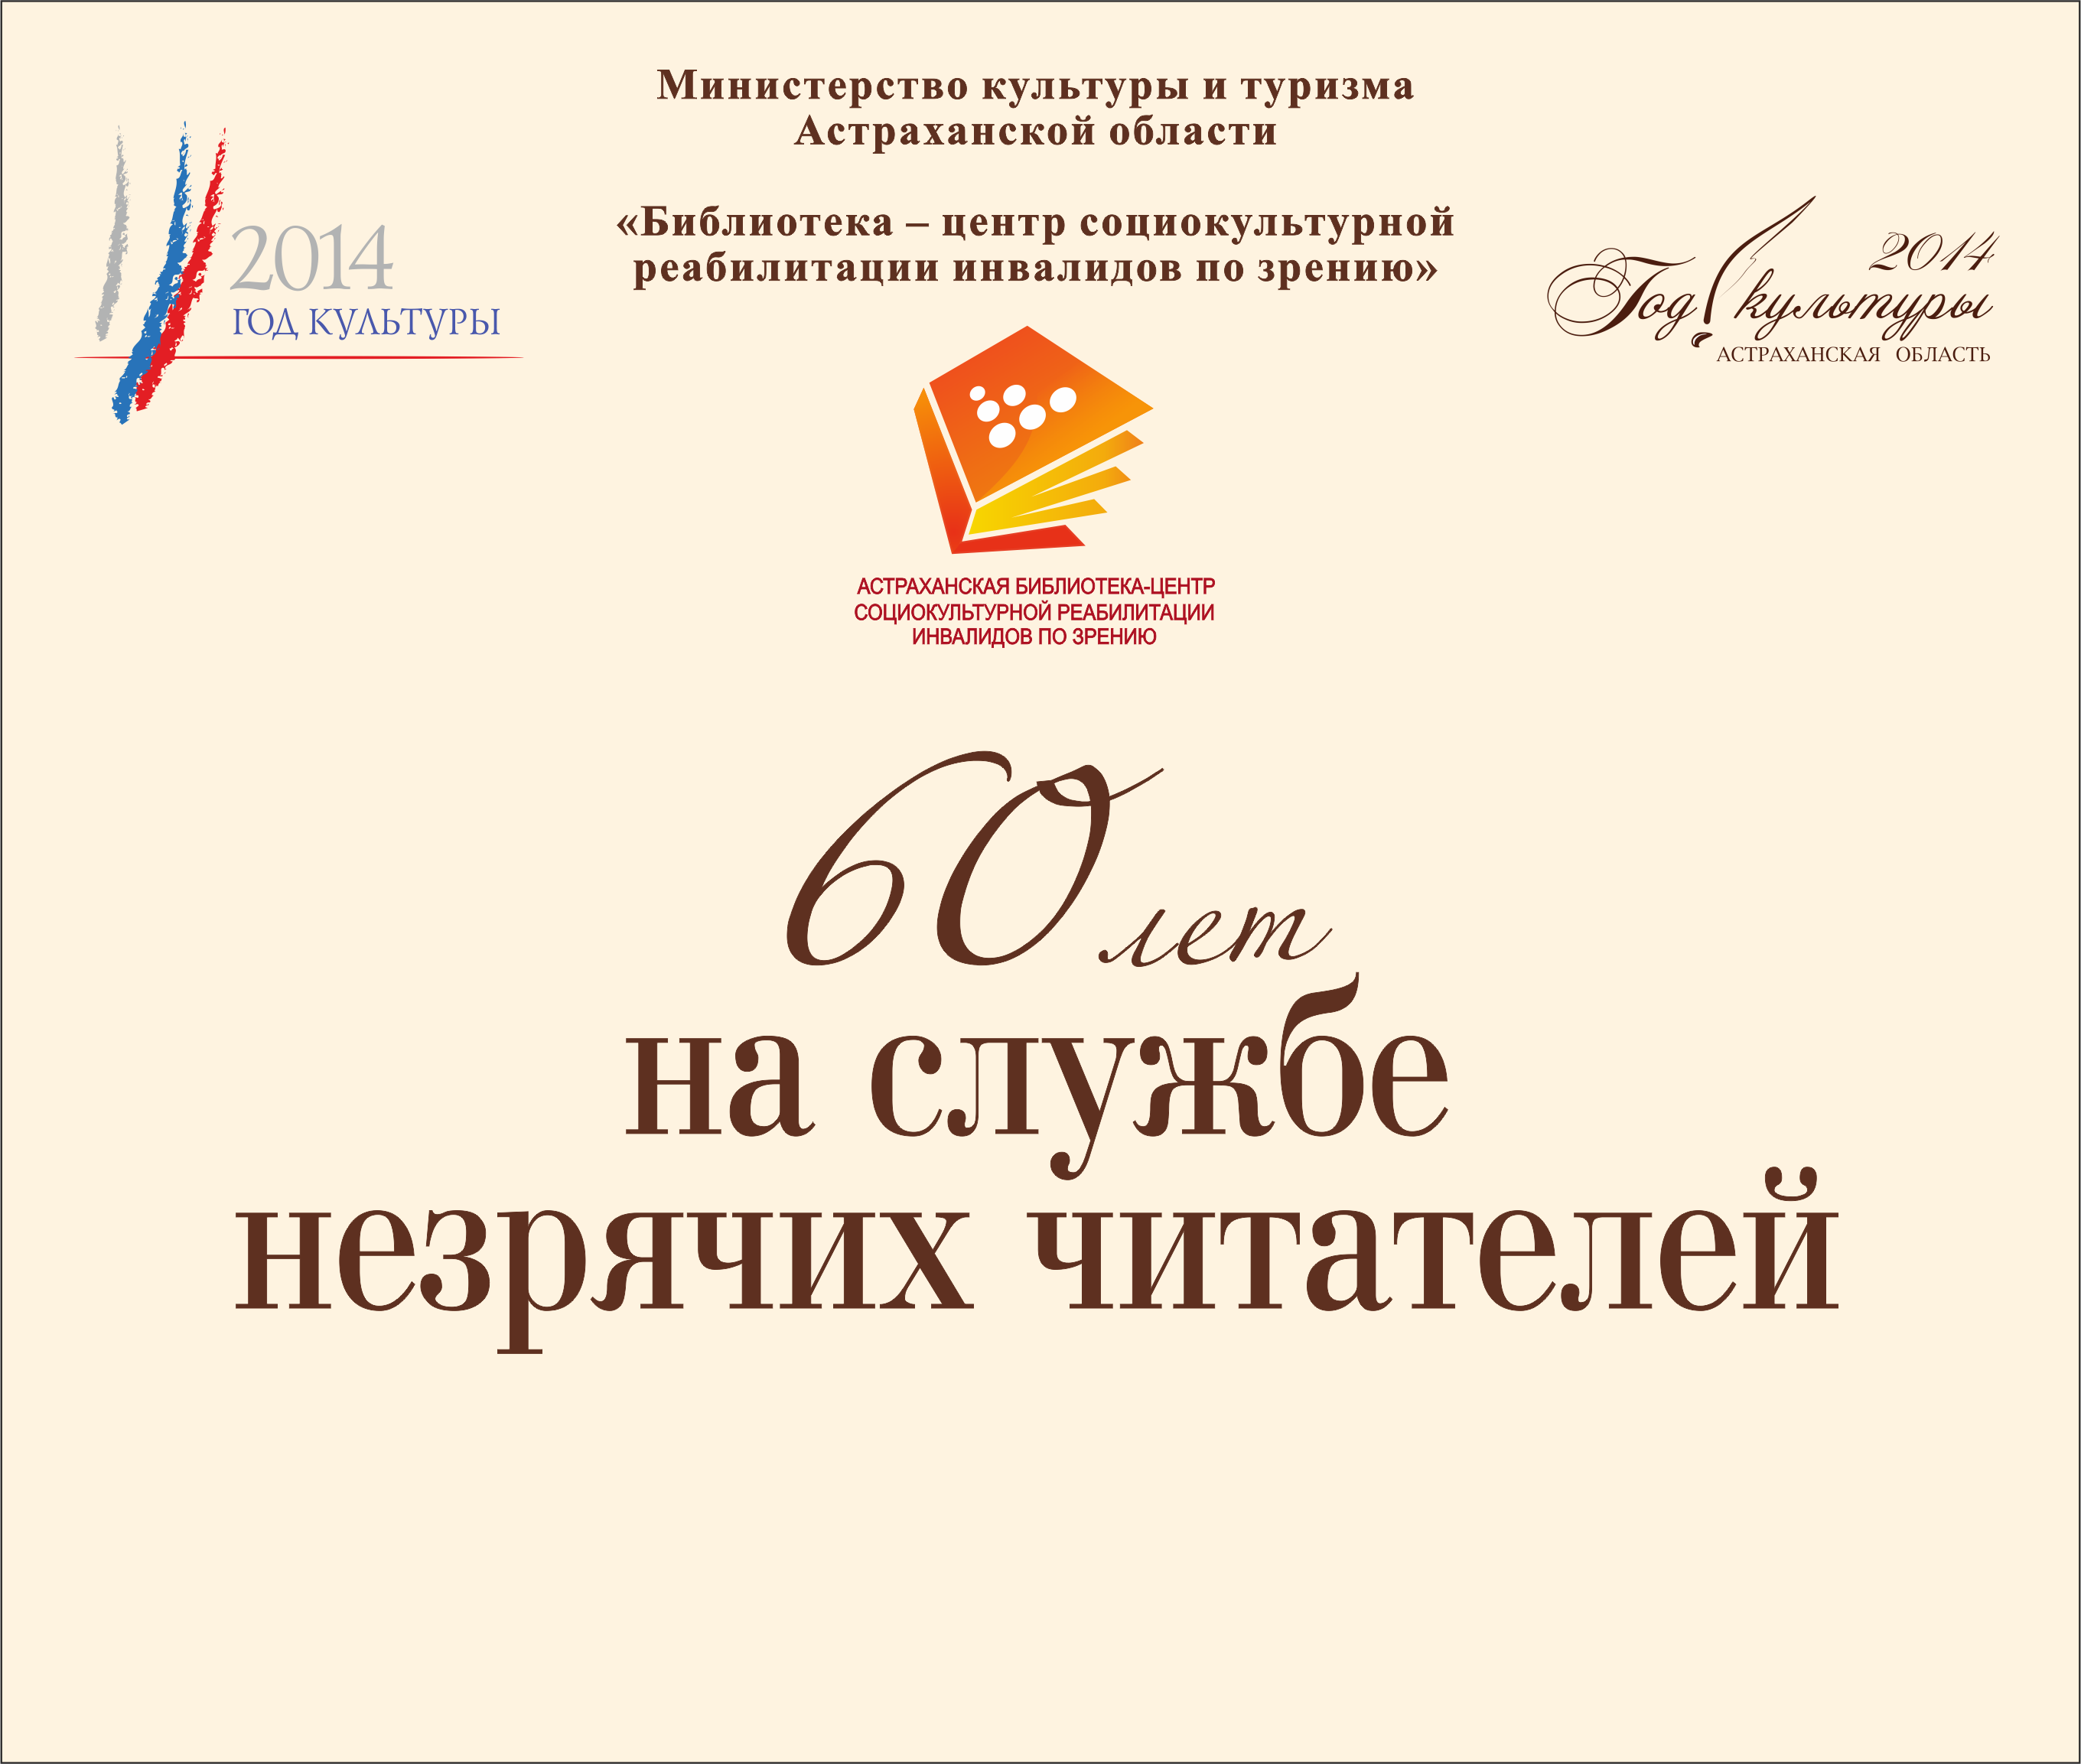 Министерство культуры и туризма
Астраханской области
«Библиотека – центр социокультурной
реабилитации инвалидов по зрению»
2014
ГОД КУЛЬТУРЫ
2014
Год культуры
АСТРАХАНСКАЯ ОБЛАСТЬ
АСТРАХАНСКАЯ БИБЛИОТЕКА-ЦЕНТР
СОЦИОКУЛЬТУРНОЙ РЕАБИЛИТАЦИИ
ИНВАЛИДОВ ПО ЗРЕНИЮ
60 лет
на службе
незрячих читателей